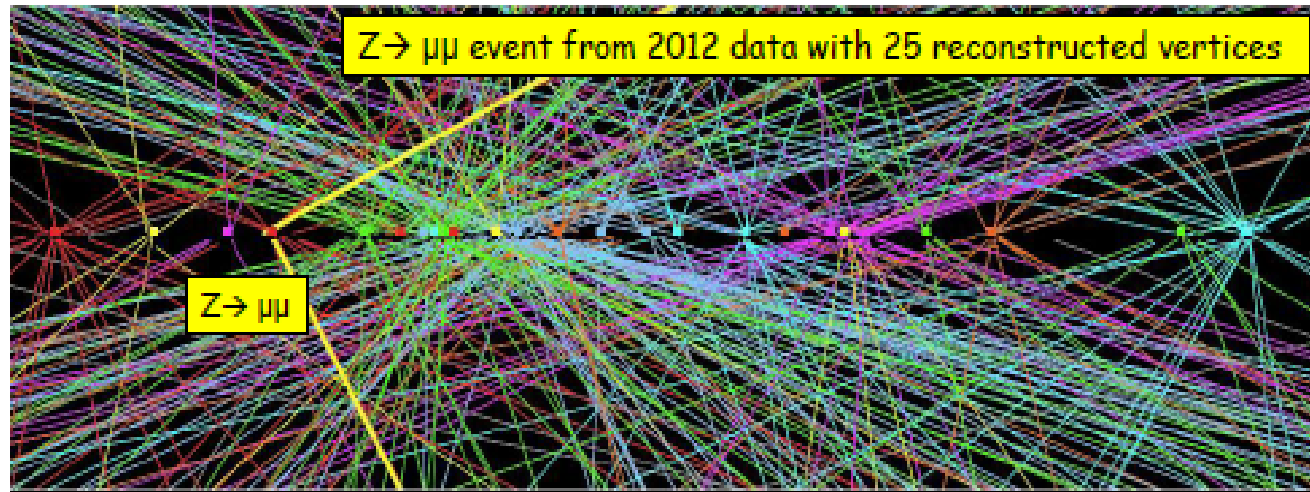 Z→ μμ event from 2012 data with 25 reconstructed vertices
Z→ μμ